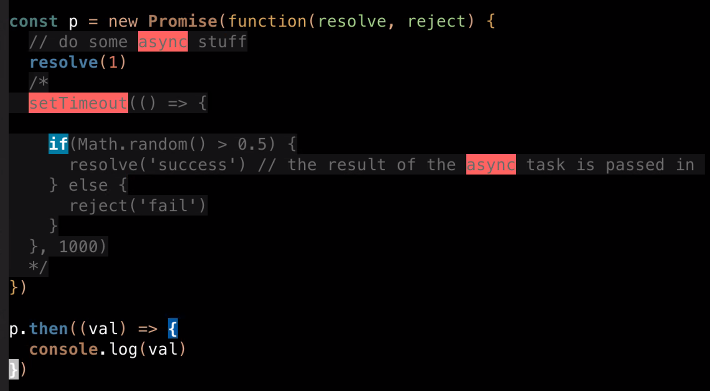 const p = new Promise(function(resolve, reject) {
// do some async stuff
resolve(1)
/*
setTimeout(() => {
if(Math.random() > 0.5) {
resolve('success') // the result of the async task is passed in
} else {
reject('fail')
}
}, 1000)
*/
})
p.then((val) => {
console.log(val)
})